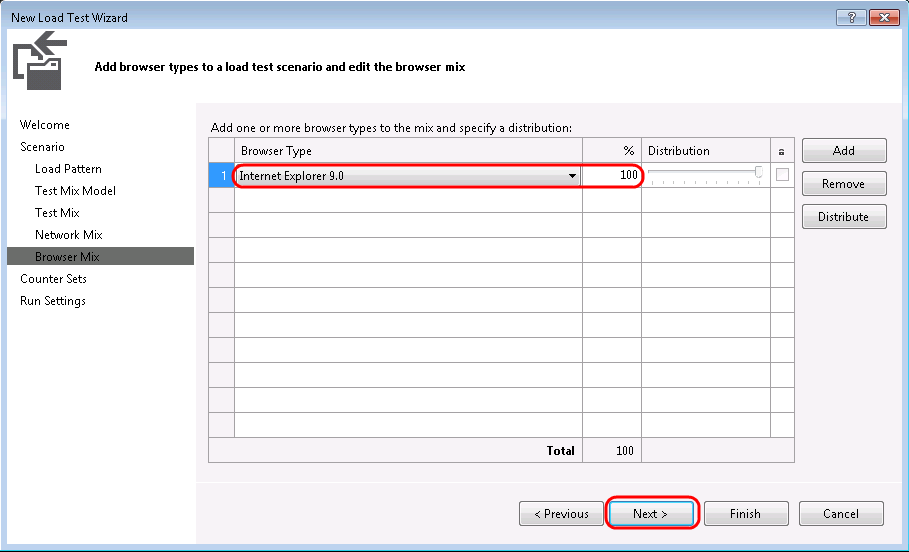 New Load Test Wizard
?
Add browser types to a load test scenario and edit the browser mix
Welcome
Scenario
Load Pattern
Test Mix Model
Test Mix
Network Mix
Browser Mix
Counter Sets
Run Settings
Add one or more browser types to the mix and specify a distribution:
Browser Type % Distribution
1 Internet Explorer 9.0 100
Total 100
Add
Remove
Distribute
< Previous Next > Finish Cancel